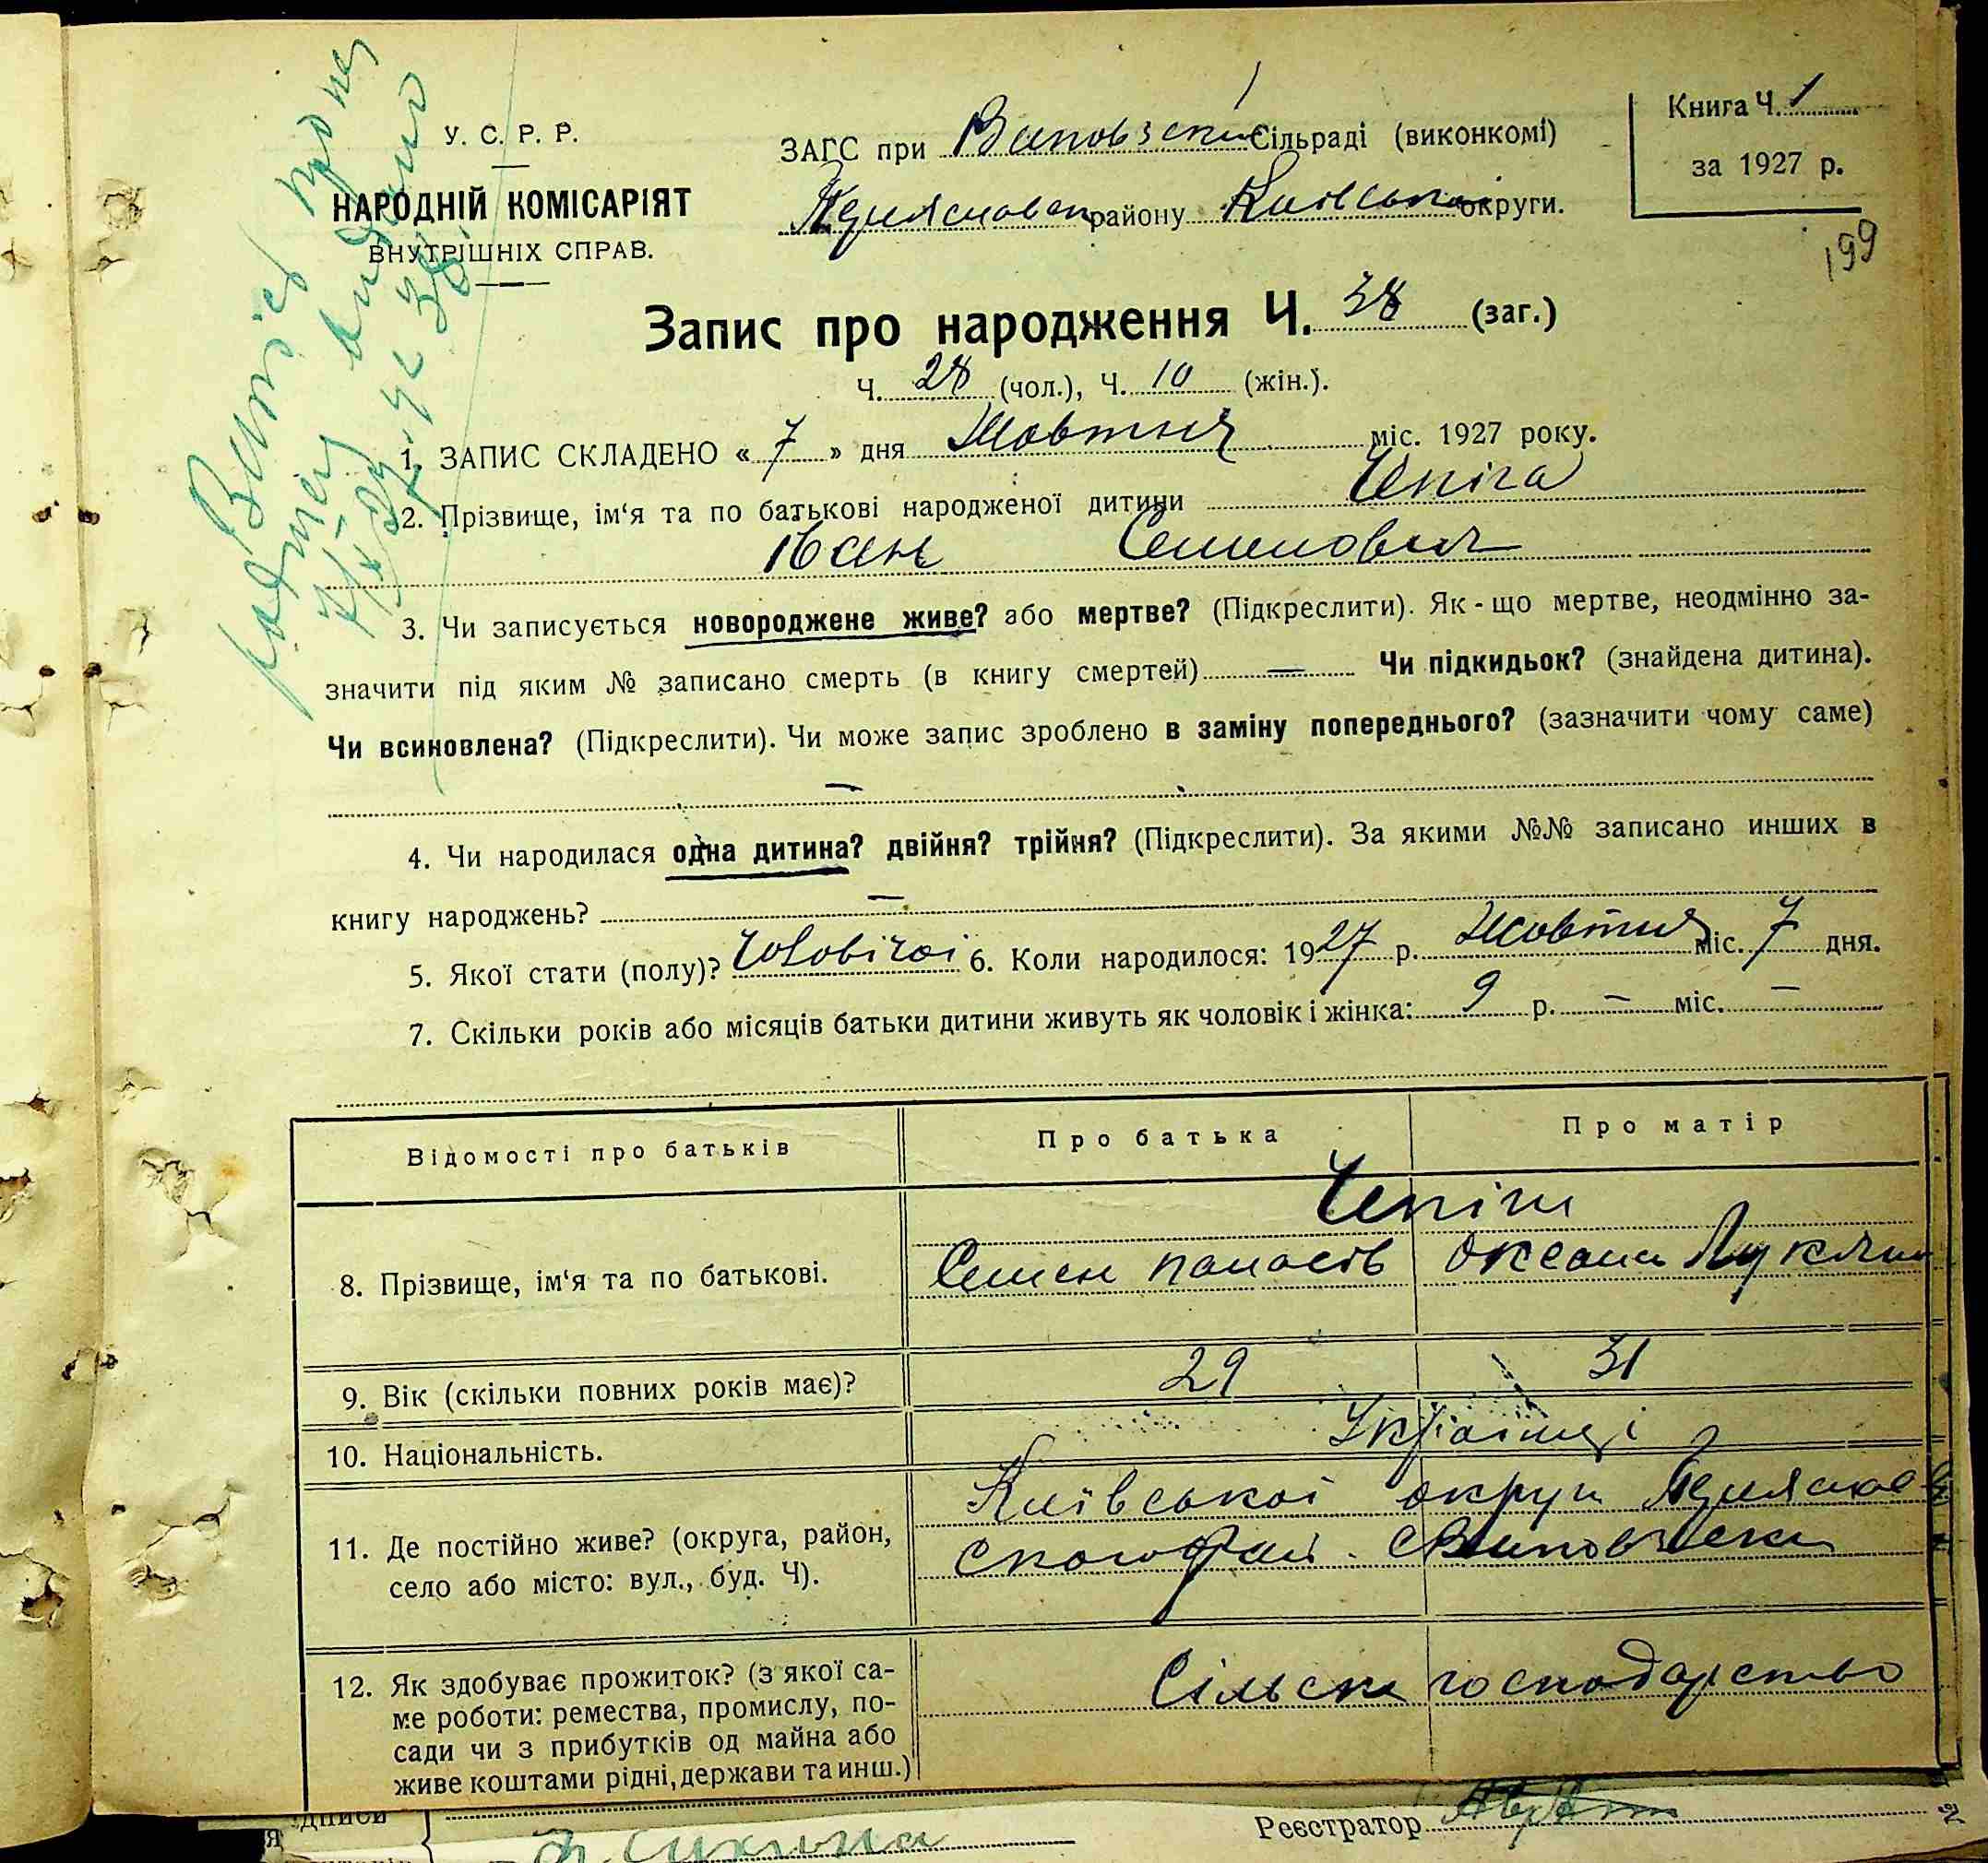 У. С. Р. Р.
НАРОДНІЙ КОМІСАРІЯТ
ВНУТРІШНІХ СПРАВ.
ЗАГС при Сільраді (виконкомі)
району Київської округи.
Книга Ч. 1
за 1927 р.
199
Запис про народження Ч. 38 (заг.)
Ч. 28 (чол.), Ч. 10 (жін.).
1. ЗАПИС СКЛАДЕНО « 7 » дня Жовтня міс. 1927 року.
2. Прізвище, ім‘я та по батькові народженої дитини Чепіга
Іван Семенович
3. Чи записується новороджене живе? або мертве? (Підкреслити). Як-що мертве, неодмінно за-
значити під яким № записано смерть (в книгу смертей) — Чи підкидьок? (знайдена дитина).
Чи всиновлена? (Підкреслити). Чи може запис зроблено в заміну попереднього? (зазначити чому саме)
—
4. Чи народилася одна дитина? двійня? трійня? (Підкреслити). За якими №№ записано инших в
книгу народжень? —
5. Якої стати (полу)? Чоловічої 6. Коли народилося: 1927 р. Жовтня міс. 7 дня.
7. Скільки років або місяців батьки дитини живуть як чоловік і жінка: 9 р. — міс. —
Відомості про батьків Про батька Про матір
Чепіги
8. Прізвище, ім‘я та по батькові. Семен Панасів Оксана
9. Вік (скільки повних років має)? 29 31
10. Національність. Українці
11. Де постійно живе? (округа, район,
село або місто: вул., буд. Ч).
Київської округи
12. Як здобуває прожиток? (з якої са-
ме роботи: ремества, промислу, по-
сади чи з прибутків од майна або
живе коштами рідні, держави та инш.)
Сільське господарство
Реєстратор